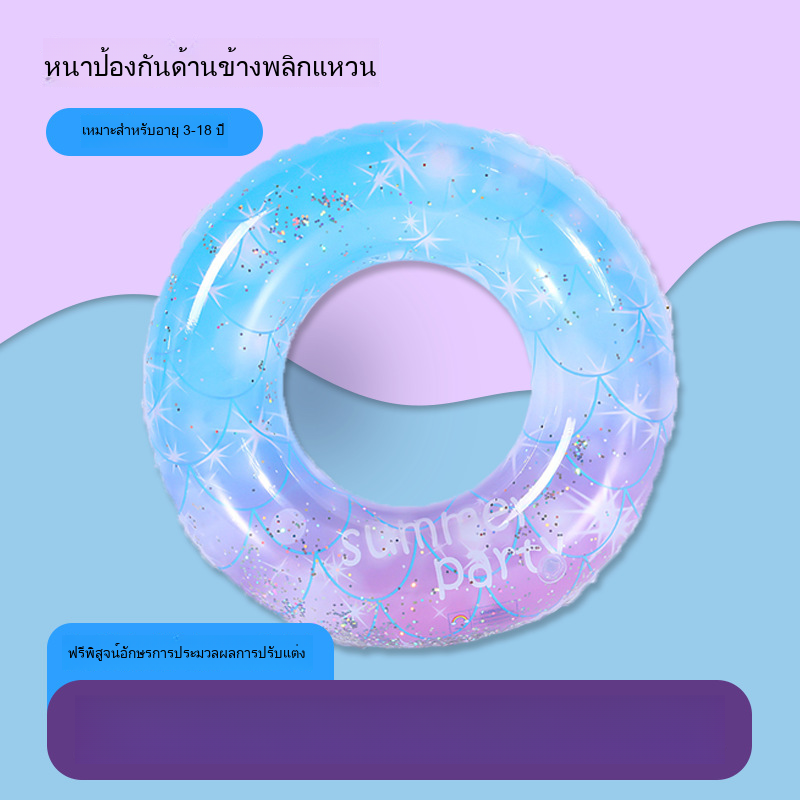 หนาป้องกันด้านข้างพลิกแหวน
เหมาะสำหรับอายุ 3-18 ปี
summer
party
ฟรีพิสูจน์อักษรการประมวลผลการปรับแต่ง